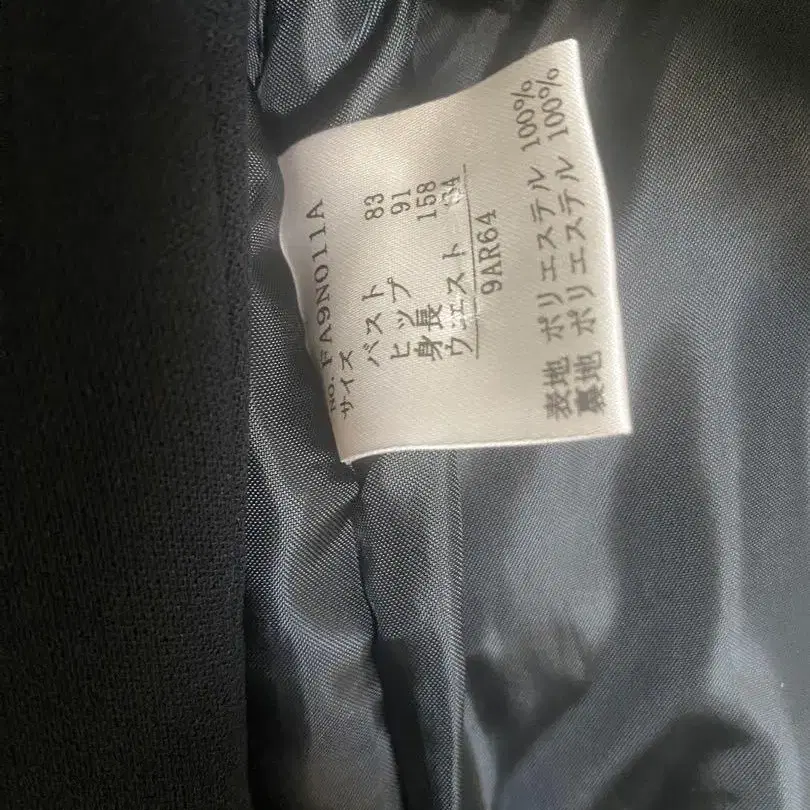 NO. FA9N011A
サイズ
バスト 83
ヒップ 91
身長 158
ウエスト 64
9AR64
表地 ポリエステル 100%
裏地 ポリエステル 100%